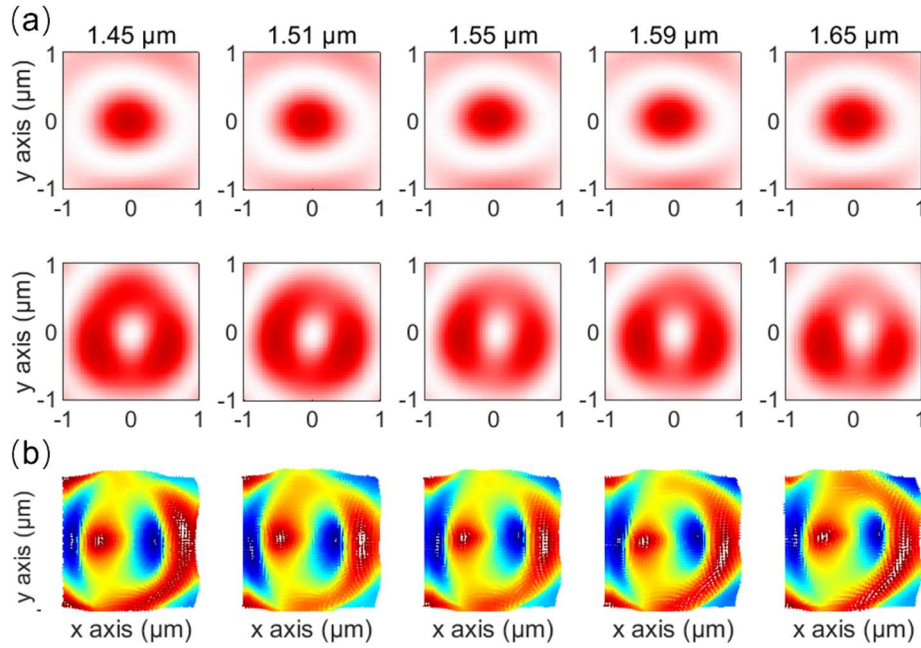 (a)
1.45 μm 1.51 μm 1.55 μm 1.59 μm 1.65 μm
y axis (μm)
1 1 1 1 1
0 0 0 0 0
-1 -1 -1 -1 -1
-1 0 1 -1 0 1 -1 0 1 -1 0 1 -1 0 1
y axis (μm)
1 1 1 1 1
0 0 0 0 0
-1 -1 -1 -1 -1
-1 0 1 -1 0 1 -1 0 1 -1 0 1 -1 0 1
(b)
y axis (μm)
x axis (μm) x axis (μm) x axis (μm) x axis (μm) x axis (μm)